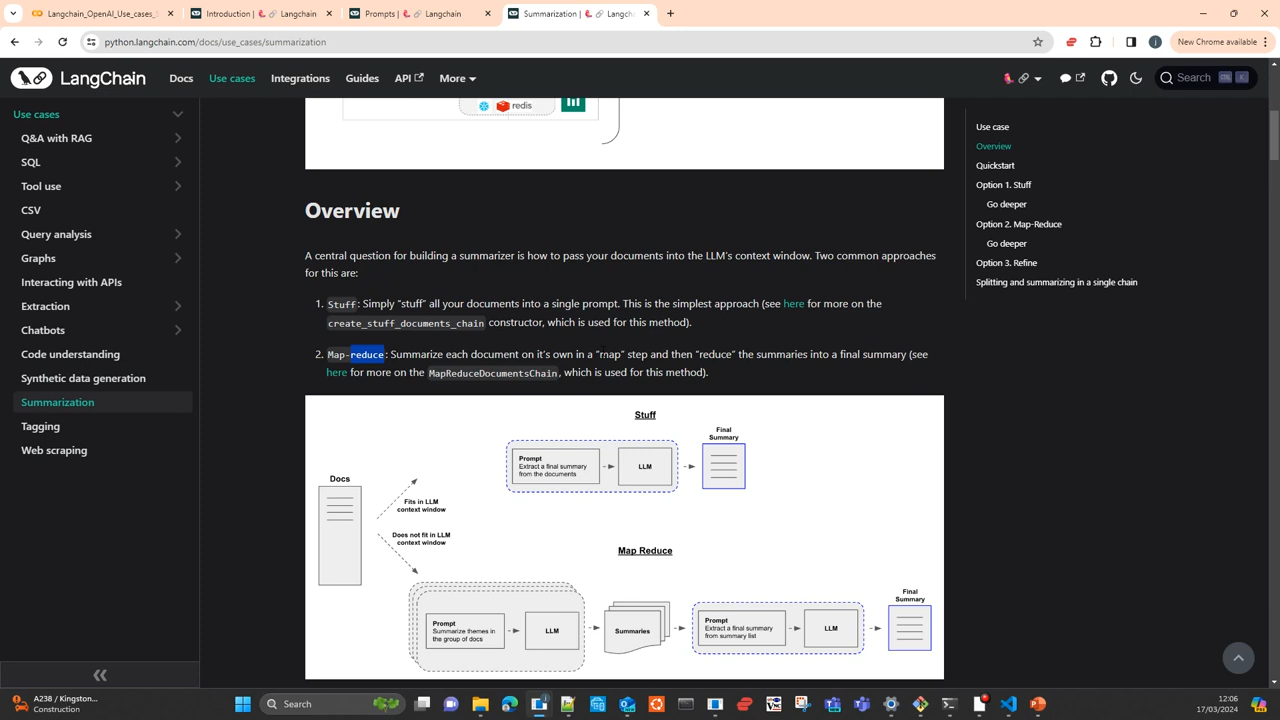 Langchain_OpenAI_Use_cases_S
Introduction | 🦜️🔗 Langchain
Prompts | 🦜️🔗 Langchain
Summarization | 🦜️🔗 Langchain
python.langchain.com/docs/use_cases/summarization
New Chrome available
LangChain
Docs
Use cases
Integrations
Guides
API
More
Search
Use cases
Q&A with RAG
SQL
Tool use
CSV
Query analysis
Graphs
Interacting with APIs
Extraction
Chatbots
Code understanding
Synthetic data generation
Summarization
Tagging
Web scraping
redis
Overview
A central question for building a summarizer is how to pass your documents into the LLM's context window. Two common approaches
for this are:
1. Stuff: Simply “stuff” all your documents into a single prompt. This is the simplest approach (see here for more on the
create_stuff_documents_chain constructor, which is used for this method).
2. Map-reduce: Summarize each document on it's own in a “map” step and then “reduce” the summaries into a final summary (see
here for more on the MapReduceDocumentsChain, which is used for this method).
Stuff
Final
Summary
Prompt
Extract a final summary
from the documents
LLM
Docs
Fits in LLM
context window
Does not fit in LLM
context window
Map Reduce
Final
Summary
Prompt
Summarize themes in
the group of docs
LLM
Summaries
Prompt
Extract a final summary
from summary list
LLM
Use case
Overview
Quickstart
Option 1. Stuff
Go deeper
Option 2. Map-Reduce
Go deeper
Option 3. Refine
Splitting and summarizing in a single chain
A238 / Kingston...
Construction
Search
12:06
17/03/2024